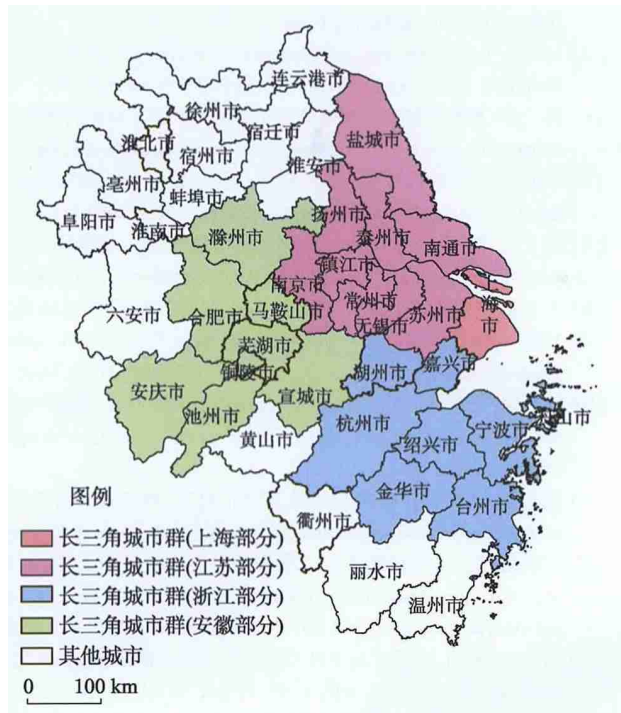 连云港市
徐州市
宿迁市
淮北市
宿州市
盐城市
淮安市
亳州市
蚌埠市
阜阳市
淮南市
滁州市
扬州市
泰州市
南通市
镇江市
南京市
六安市
合肥市
马鞍山市
常州市
无锡市
苏州市
海
市
芜湖市
铜陵市
湖州市
嘉兴市
安庆市
宣城市
池州市
杭州市
黄山市
绍兴市
宁波市
山市
金华市
台州市
衢州市
丽水市
温州市
图例
长三角城市群(上海部分)
长三角城市群(江苏部分)
长三角城市群(浙江部分)
长三角城市群(安徽部分)
其他城市
0 100 km